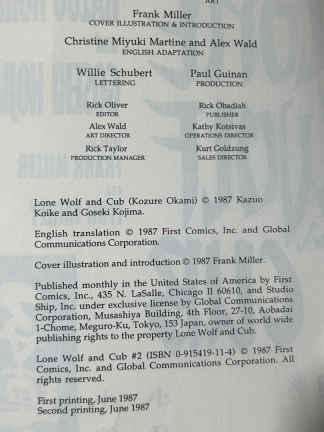 ART
Frank Miller
COVER ILLUSTRATION & INTRODUCTION
Christine Miyuki Martine and Alex Wald
ENGLISH ADAPTATION
Willie Schubert Paul Guinan
LETTERING PRODUCTION
Rick Oliver Rick Obadiah
EDITOR PUBLISHER
Alex Wald Kathy Kotsivas
ART DIRECTOR OPERATIONS DIRECTOR
Rick Taylor Kurt Goldzung
PRODUCTION MANAGER SALES DIRECTOR
Lone Wolf and Cub (Kozure Okami) © 1987 Kazuo
Koike and Goseki Kojima.
English translation © 1987 First Comics, Inc. and Global
Communications Corporation.
Cover illustration and introduction © 1987 Frank Miller.
Published monthly in the United States of America by First
Comics, Inc., 435 N. LaSalle, Chicago Il 60610, and Studio
Ship, Inc. under exclusive license by Global Communications
Corporation, Musashiya Building, 4th Floor, 27-10, Aobadai
1-Chome, Meguro-Ku, Tokyo, 153 Japan, owner of world wide
publishing rights to the property Lone Wolf and Cub.
Lone Wolf and Cub #2 (ISBN 0-915419-11-4) © 1987 First
Comics, Inc. and Global Communications Corporation. All
rights reserved.
First printing, June 1987
Second printing, June 1987